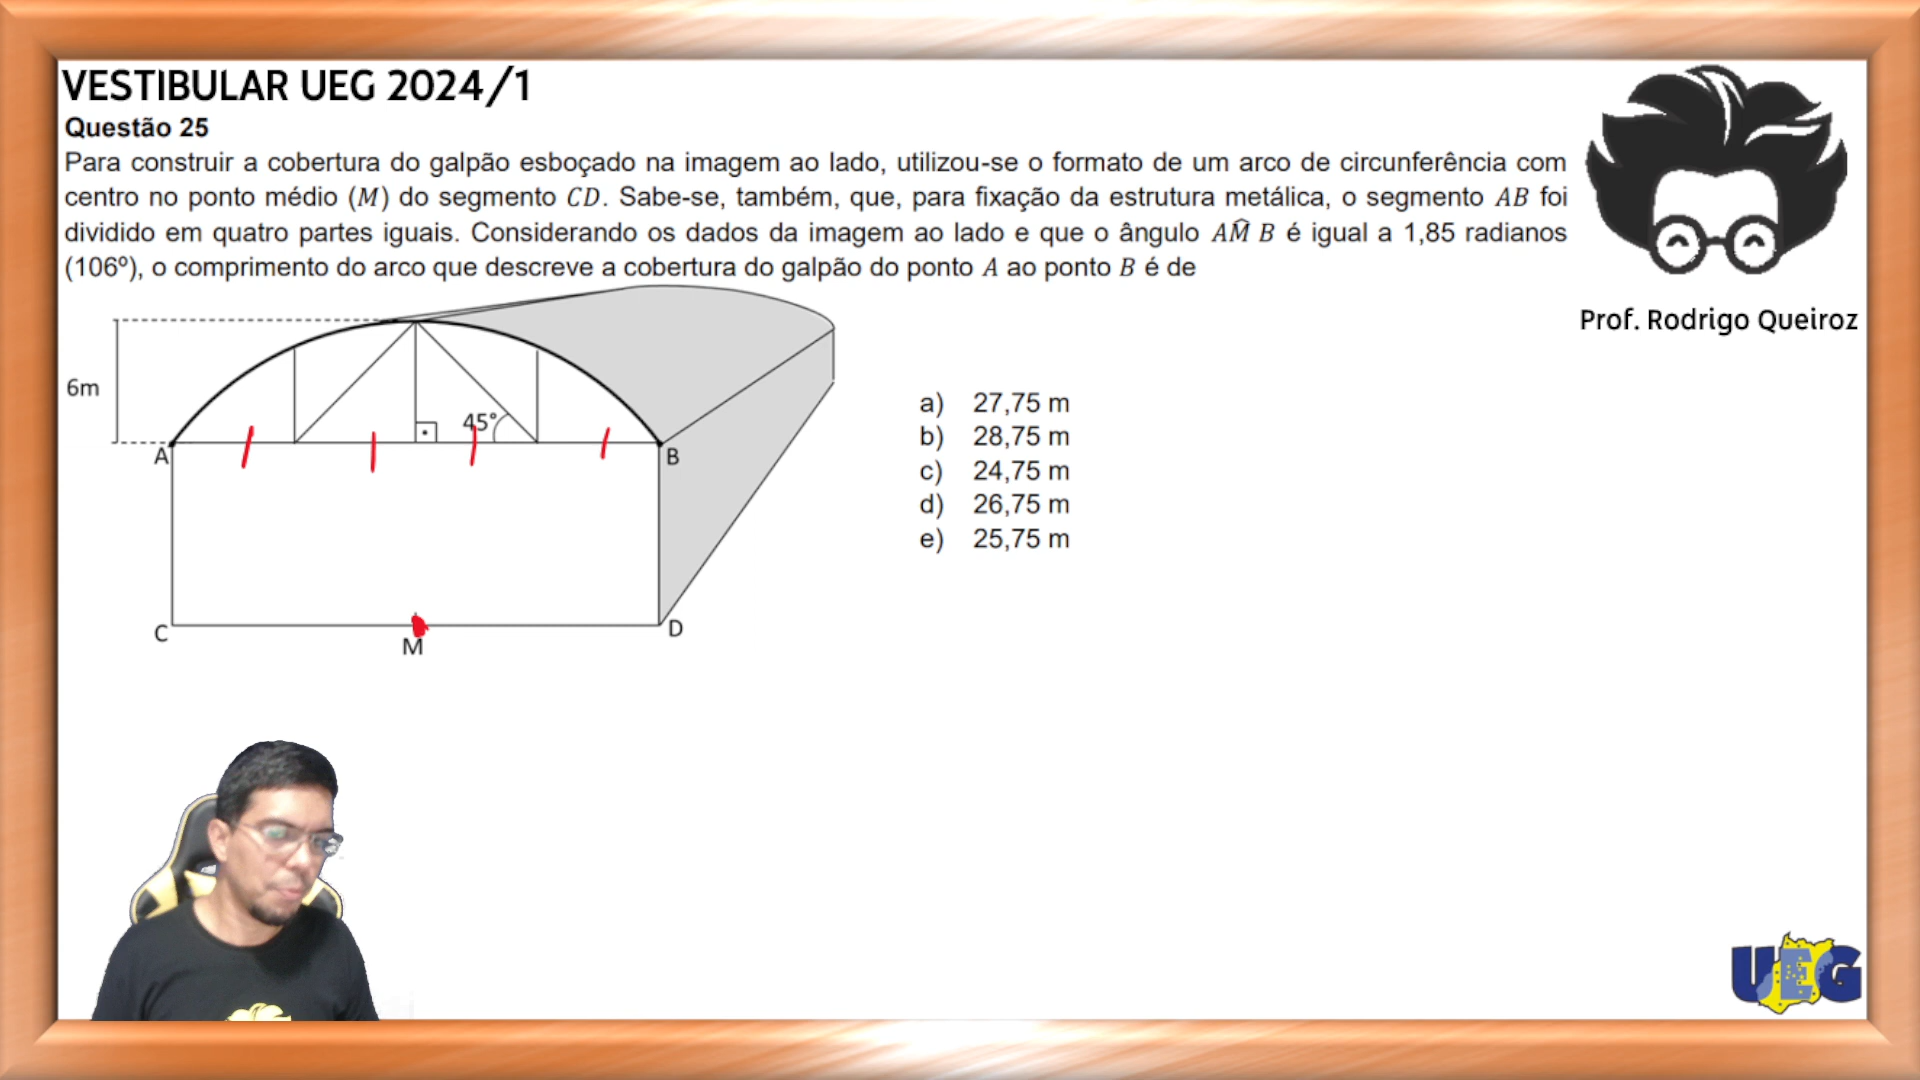 VESTIBULAR UEG 2024/1
Questão 25
Para construir a cobertura do galpão esboçado na imagem ao lado, utilizou-se o formato de um arco de circunferência com
centro no ponto médio (M) do segmento CD. Sabe-se, também, que, para fixação da estrutura metálica, o segmento AB foi
dividido em quatro partes iguais. Considerando os dados da imagem ao lado e que o ângulo AM̂ B é igual a 1,85 radianos
(106º), o comprimento do arco que descreve a cobertura do galpão do ponto A ao ponto B é de
Prof. Rodrigo Queiroz
6m
45°
A
B
C
M
D
a) 27,75 m
b) 28,75 m
c) 24,75 m
d) 26,75 m
e) 25,75 m
UEG